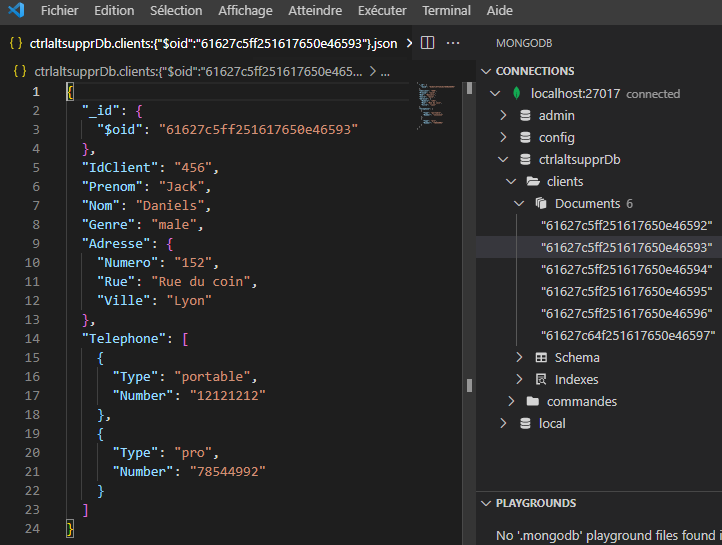 Fichier Edition Sélection Affichage Atteindre Exécuter Terminal Aide
{ } ctrlaltsupprDb.clients:{"$oid":"61627c5ff251617650e46593"}.json
{ } ctrlaltsupprDb.clients:{"$oid":"61627c5ff251617650e465... > ...
1 {
2 "_id": {
3 "$oid": "61627c5ff251617650e46593"
4 },
5 "IdClient": "456",
6 "Prenom": "Jack",
7 "Nom": "Daniels",
8 "Genre": "male",
9 "Adresse": {
10 "Numero": "152",
11 "Rue": "Rue du coin",
12 "Ville": "Lyon"
13 },
14 "Telephone": [
15 {
16 "Type": "portable",
17 "Number": "12121212"
18 },
19 {
20 "Type": "pro",
21 "Number": "78544992"
22 }
23 ]
24 }
MONGODB
CONNECTIONS
localhost:27017 connected
admin
config
ctrlaltsupprDb
clients
Documents 6
"61627c5ff251617650e46592"
"61627c5ff251617650e46593"
"61627c5ff251617650e46594"
"61627c5ff251617650e46595"
"61627c5ff251617650e46596"
"61627c64f251617650e46597"
Schema
Indexes
commandes
local
PLAYGROUNDS
No '.mongodb' playground files found i